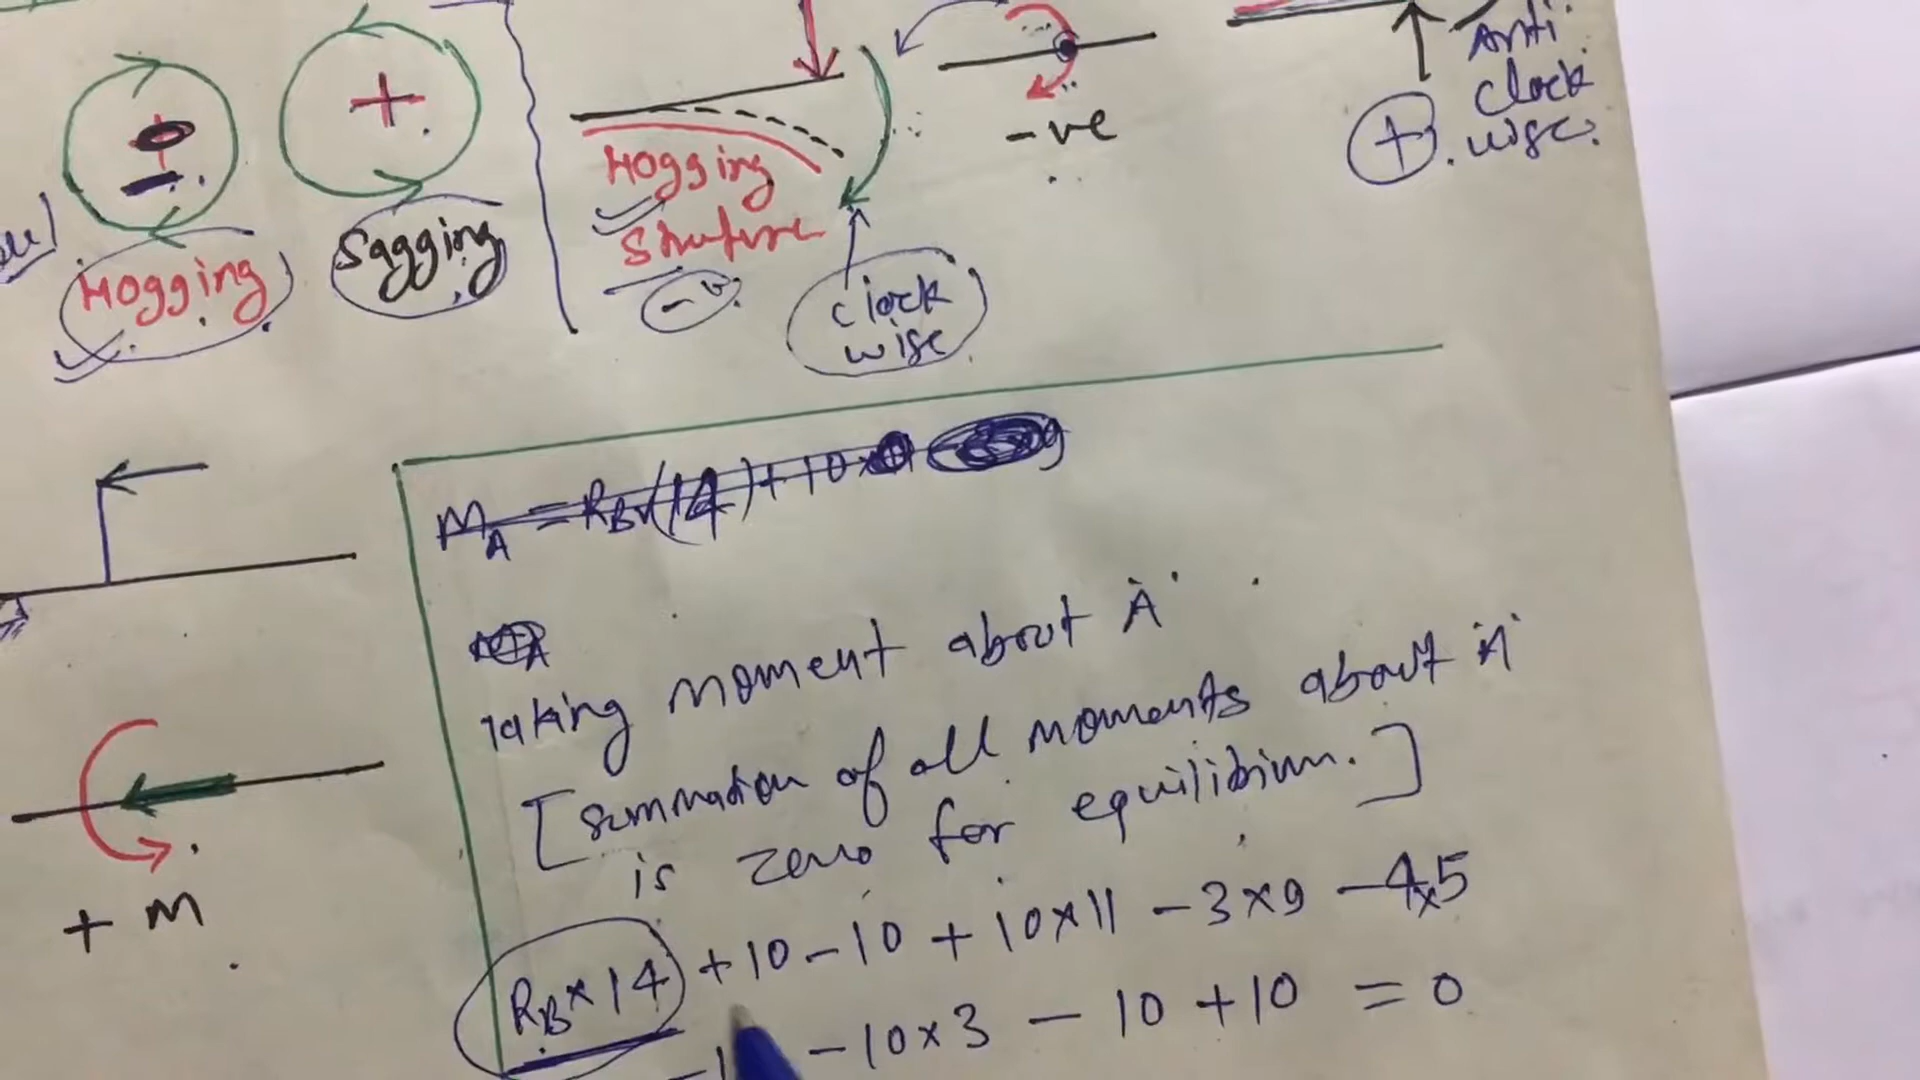 Hogging
+
Sagging
Hogging
-ve
clock
wise
-ve
+
Anti
clock
wise.
+ M
MA = RB(14) + 10×
Taking moment about A
[summation of all moments about 'A'
is zero for equilibium.]
RB × 14 + 10 - 10 + 10×11 - 3×9 - 4×5
- 10×3 - 10 + 10 = 0